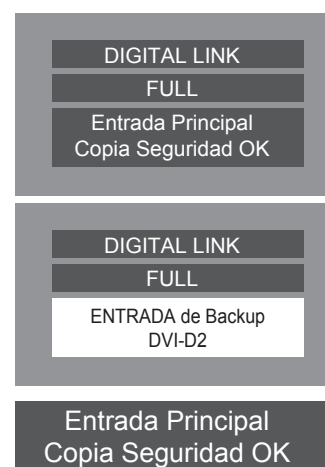 DIGITAL LINK
FULL
Entrada Principal
Copia Seguridad OK
DIGITAL LINK
FULL
ENTRADA de Backup
DVI-D2
Entrada Principal
Copia Seguridad OK